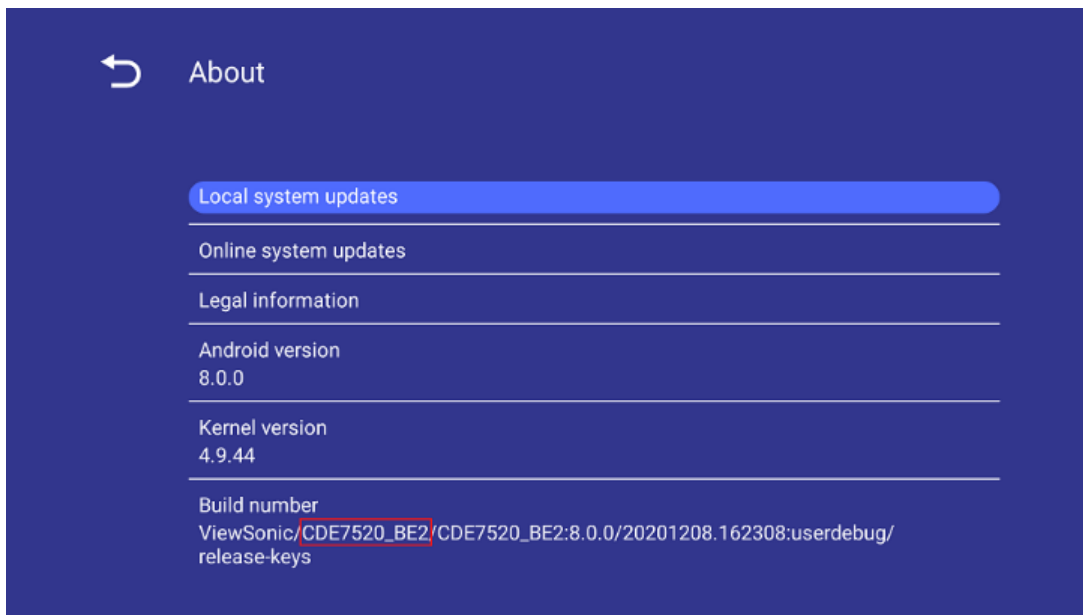 About
Local system updates
Online system updates
Legal information
Android version
8.0.0
Kernel version
4.9.44
Build number
ViewSonic/CDE7520_BE2/CDE7520_BE2:8.0.0/20201208.162308:userdebug/
release-keys